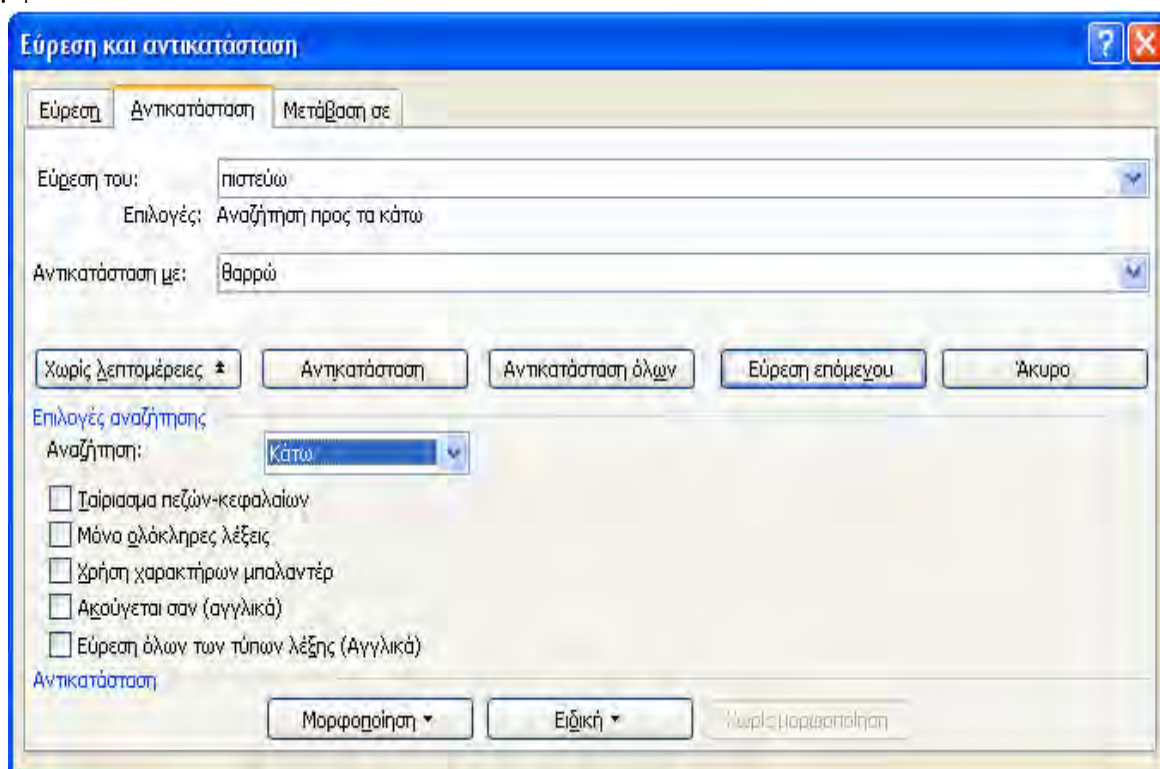 Εύρεση και αντικατάσταση
Εύρεση Αντικατάσταση Μετάβαση σε
Εύρεση του: πιστεύω
Επιλογές: Αναζήτηση προς τα κάτω
Αντικατάσταση με: θαρρώ
Χωρίς λεπτομέρειες Αντικατάσταση Αντικατάσταση όλων Εύρεση επόμενου Άκυρο
Επιλογές αναζήτησης
Αναζήτηση: Κάτω
Ταίριασμα πεζών-κεφαλαίων
Μόνο ολόκληρες λέξεις
Χρήση χαρακτήρων μπαλαντέρ
Ακούγεται σαν (αγγλικά)
Εύρεση όλων των τύπων λέξης (Αγγλικά)
Αντικατάσταση
Μορφοποίηση Ειδική Χωρίς μορφοποίηση